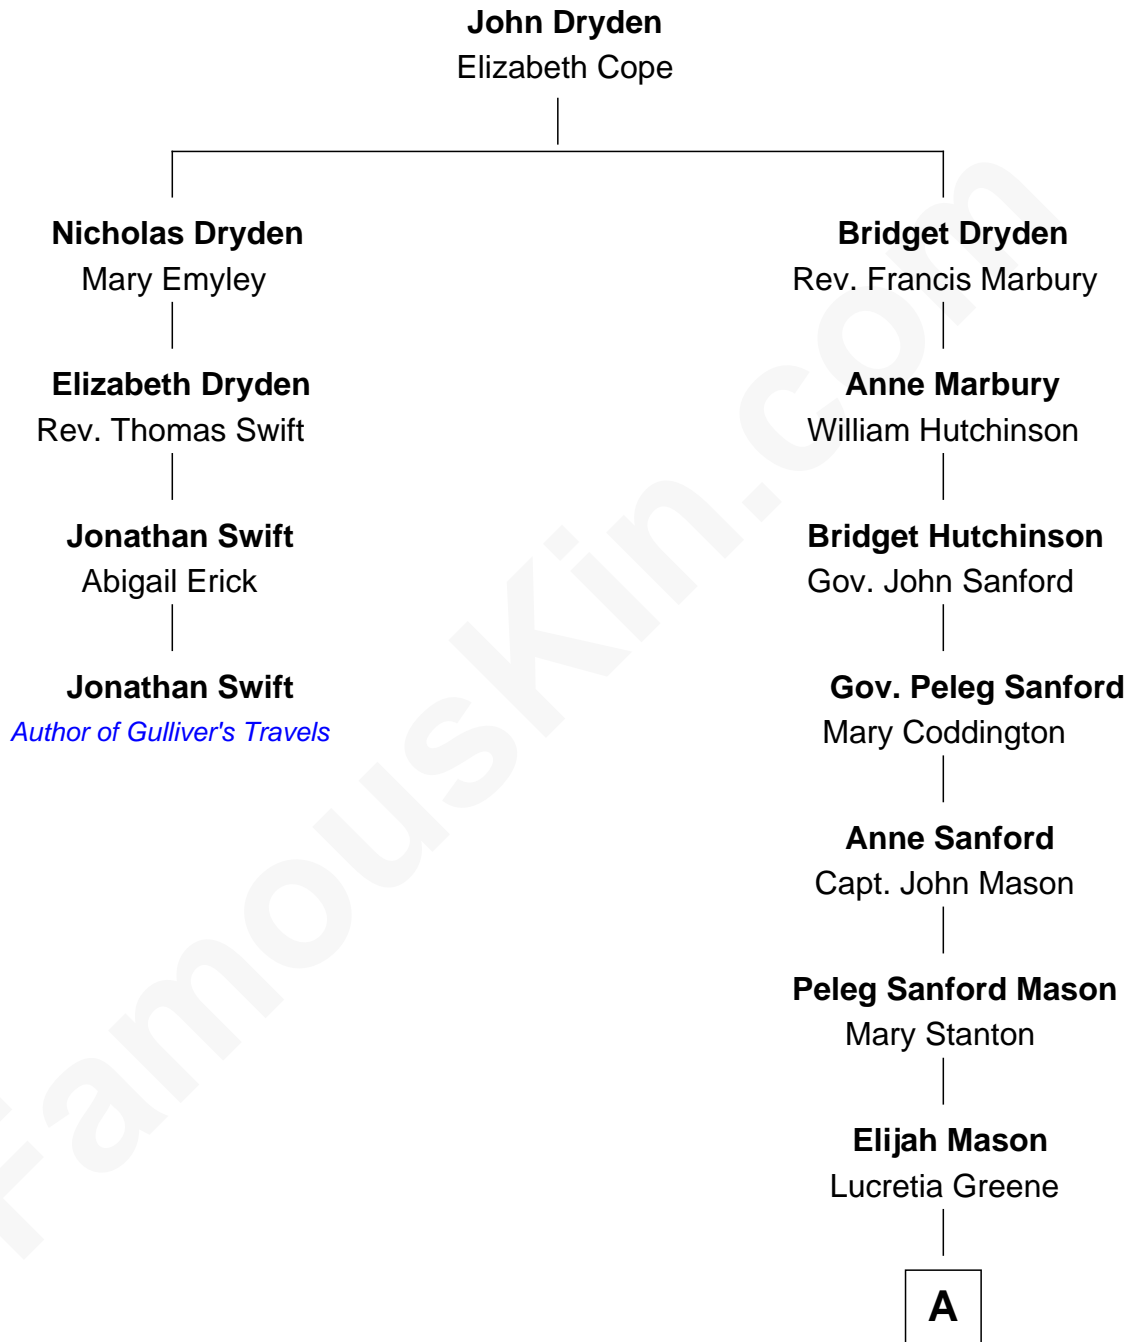 John Dryden
Elizabeth Cope
Nicholas Dryden
Mary Emyley
Elizabeth Dryden
Rev. Thomas Swift
Jonathan Swift
Abigail Erick
Jonathan Swift
Author of Gulliver's Travels
Bridget Dryden
Rev. Francis Marbury
Anne Marbury
William Hutchinson
Bridget Hutchinson
Gov. John Sanford
Gov. Peleg Sanford
Mary Coddington
Anne Sanford
Capt. John Mason
Peleg Sanford Mason
Mary Stanton
Elijah Mason
Lucretia Greene
A
FamousKin.com